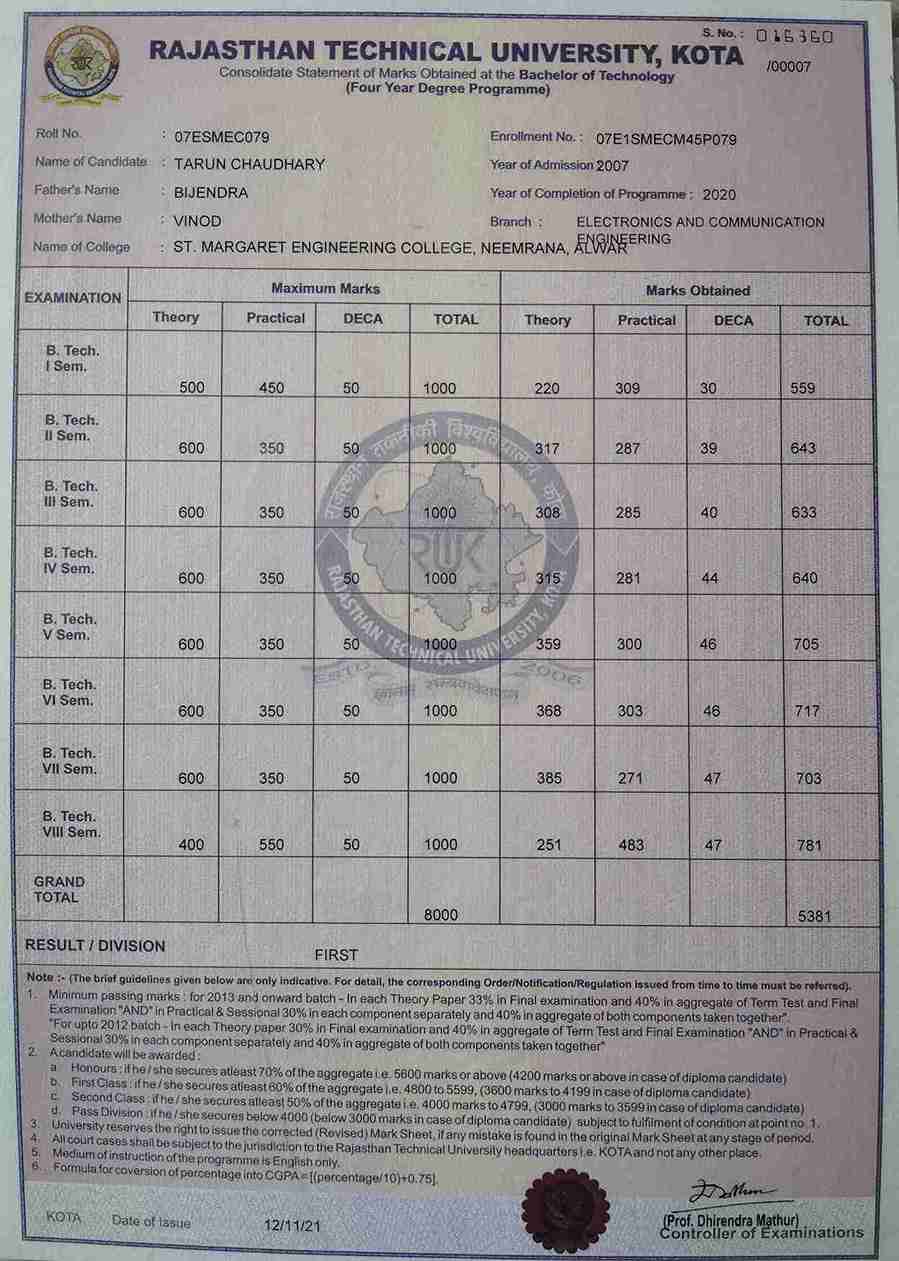 S. No. : 016360
RAJASTHAN TECHNICAL UNIVERSITY, KOTA
/00007
Consolidate Statement of Marks Obtained at the Bachelor of Technology
(Four Year Degree Programme)
Roll No. : 07ESMEC079 Enrollment No. : 07E1SMECM45P079
Name of Candidate : TARUN CHAUDHARY Year of Admission 2007
Father's Name : BIJENDRA Year of Completion of Programme : 2020
Mother's Name : VINOD Branch : ELECTRONICS AND COMMUNICATION
ENGINEERING
Name of College : ST. MARGARET ENGINEERING COLLEGE, NEEMRANA, ALWAR
EXAMINATION Maximum Marks Marks Obtained
Theory Practical DECA TOTAL Theory Practical DECA TOTAL
B. Tech.
I Sem.
500 450 50 1000 220 309 30 559
B. Tech.
II Sem.
600 350 50 1000 317 287 39 643
B. Tech.
III Sem.
600 350 50 1000 308 285 40 633
B. Tech.
IV Sem.
600 350 50 1000 315 281 44 640
B. Tech.
V Sem.
600 350 50 1000 359 300 46 705
B. Tech.
VI Sem.
600 350 50 1000 368 303 46 717
B. Tech.
VII Sem.
600 350 50 1000 385 271 47 703
B. Tech.
VIII Sem.
400 550 50 1000 251 483 47 781
GRAND
TOTAL
8000 5381
RAJASTHAN TECHNICAL UNIVERSITY, KOTA
ESTD 2006
RESULT / DIVISION FIRST
Note :- (The brief guidelines given below are only indicative. For detail, the corresponding Order/Notification/Regulation issued from time to time must be referred).
1. Minimum passing marks : for 2013 and onward batch - In each Theory Paper 33% in Final examination and 40% in aggregate of Term Test and Final
Examination "AND" in Practical & Sessional 30% in each component separately and 40% in aggregate of both components taken together".
"For upto 2012 batch - In each Theory paper 30% in Final examination and 40% in aggregate of Term Test and Final Examination "AND" in Practical &
Sessional 30% in each component separately and 40% in aggregate of both components taken together"
2. A candidate will be awarded :
a. Honours : if he / she secures atleast 70% of the aggregate i.e. 5600 marks or above (4200 marks or above in case of diploma candidate)
b. First Class : if he / she secures atleast 60% of the aggregate i.e. 4800 to 5599, (3600 marks to 4199 in case of diploma candidate)
c. Second Class : if he / she secures atleast 50% of the aggregate i.e. 4000 marks to 4799, (3000 marks to 3599 in case of diploma candidate)
d. Pass Division : if he / she secures below 4000 (below 3000 marks in case of diploma candidate) subject to fulfilment of condition at point no. 1.
3. University reserves the right to issue the corrected (Revised) Mark Sheet, if any mistake is found in the original Mark Sheet at any stage of period.
4. All court cases shall be subject to the jurisdiction to the Rajasthan Technical University headquarters i.e. KOTA and not any other place.
5. Medium of instruction of the programme is English only.
6. Formula for coversion of percentage into CGPA = [(percentage/10)+0.75].
KOTA Date of Issue 12/11/21
(Prof. Dhirendra Mathur)
Controller of Examinations